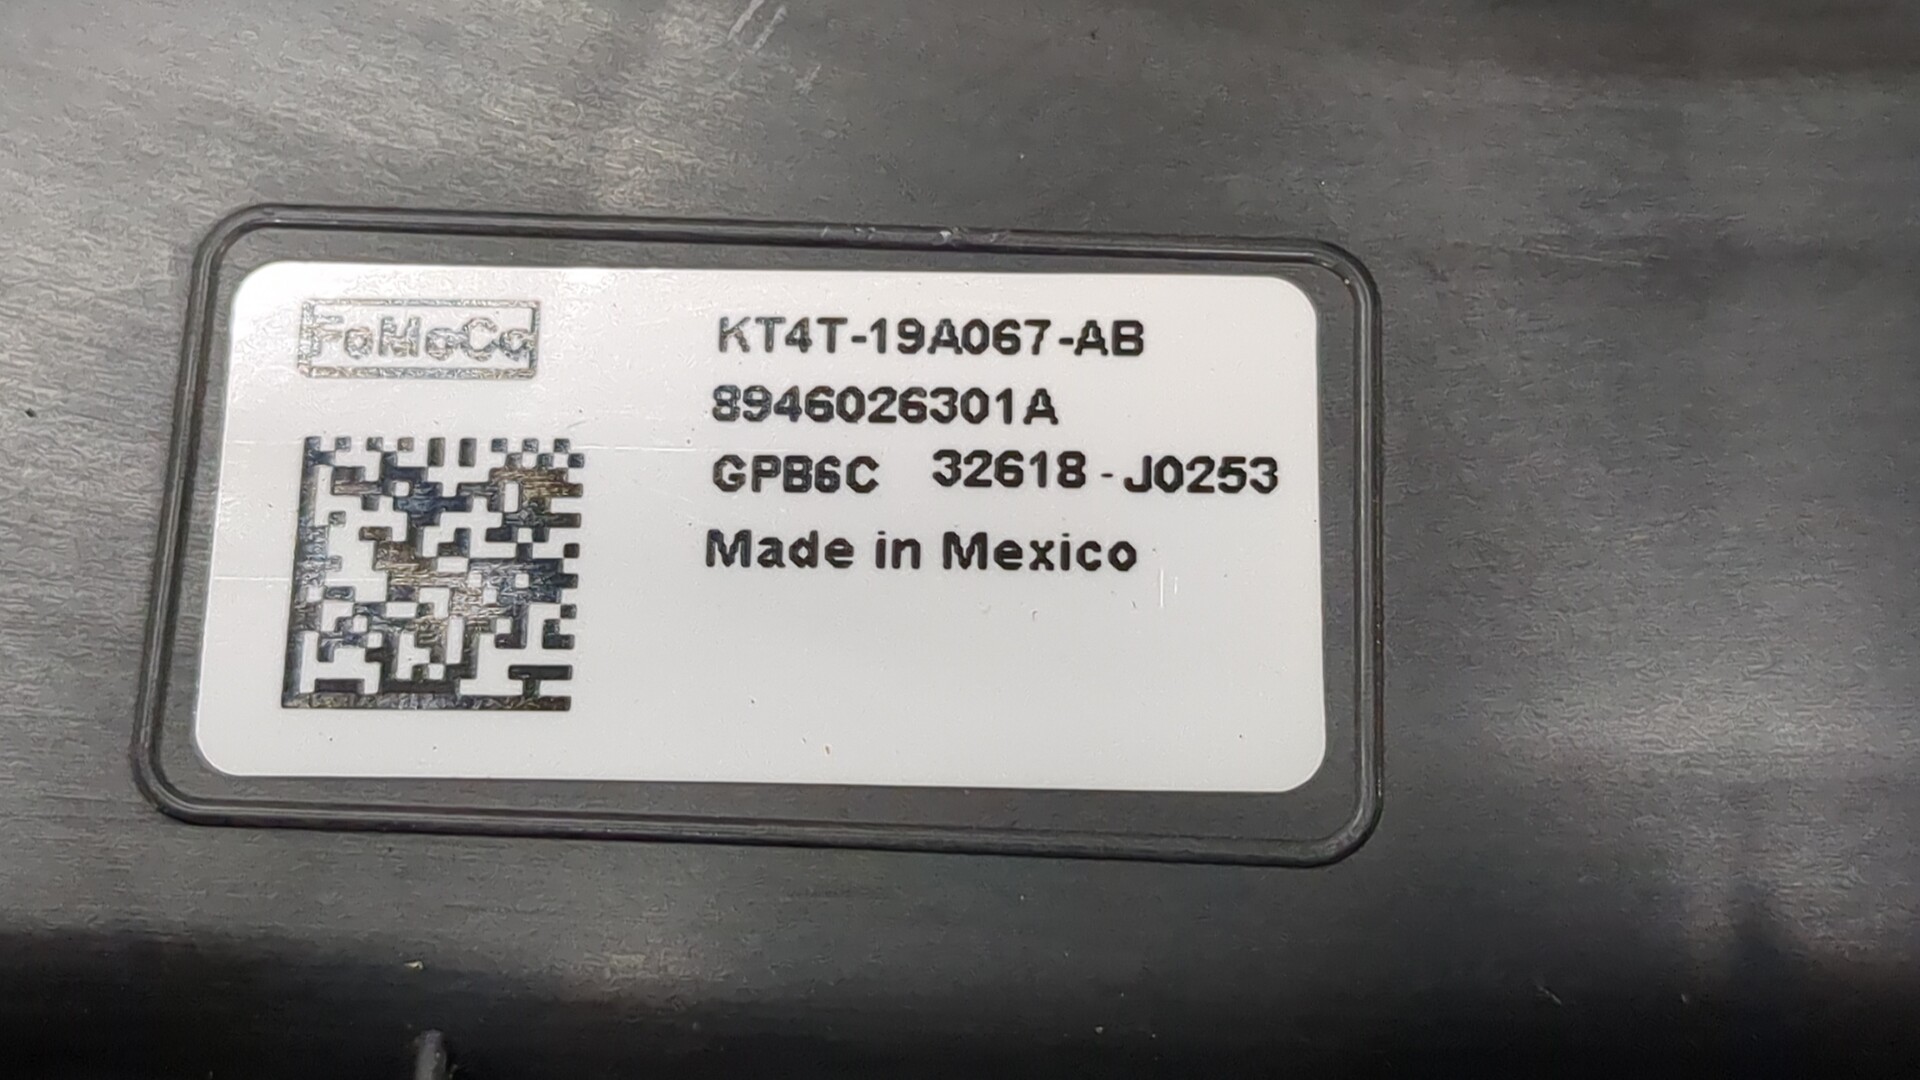 FoMoCo
KT4T-19A067-AB
8946026301A
GPB6C 32618-J0253
Made in Mexico